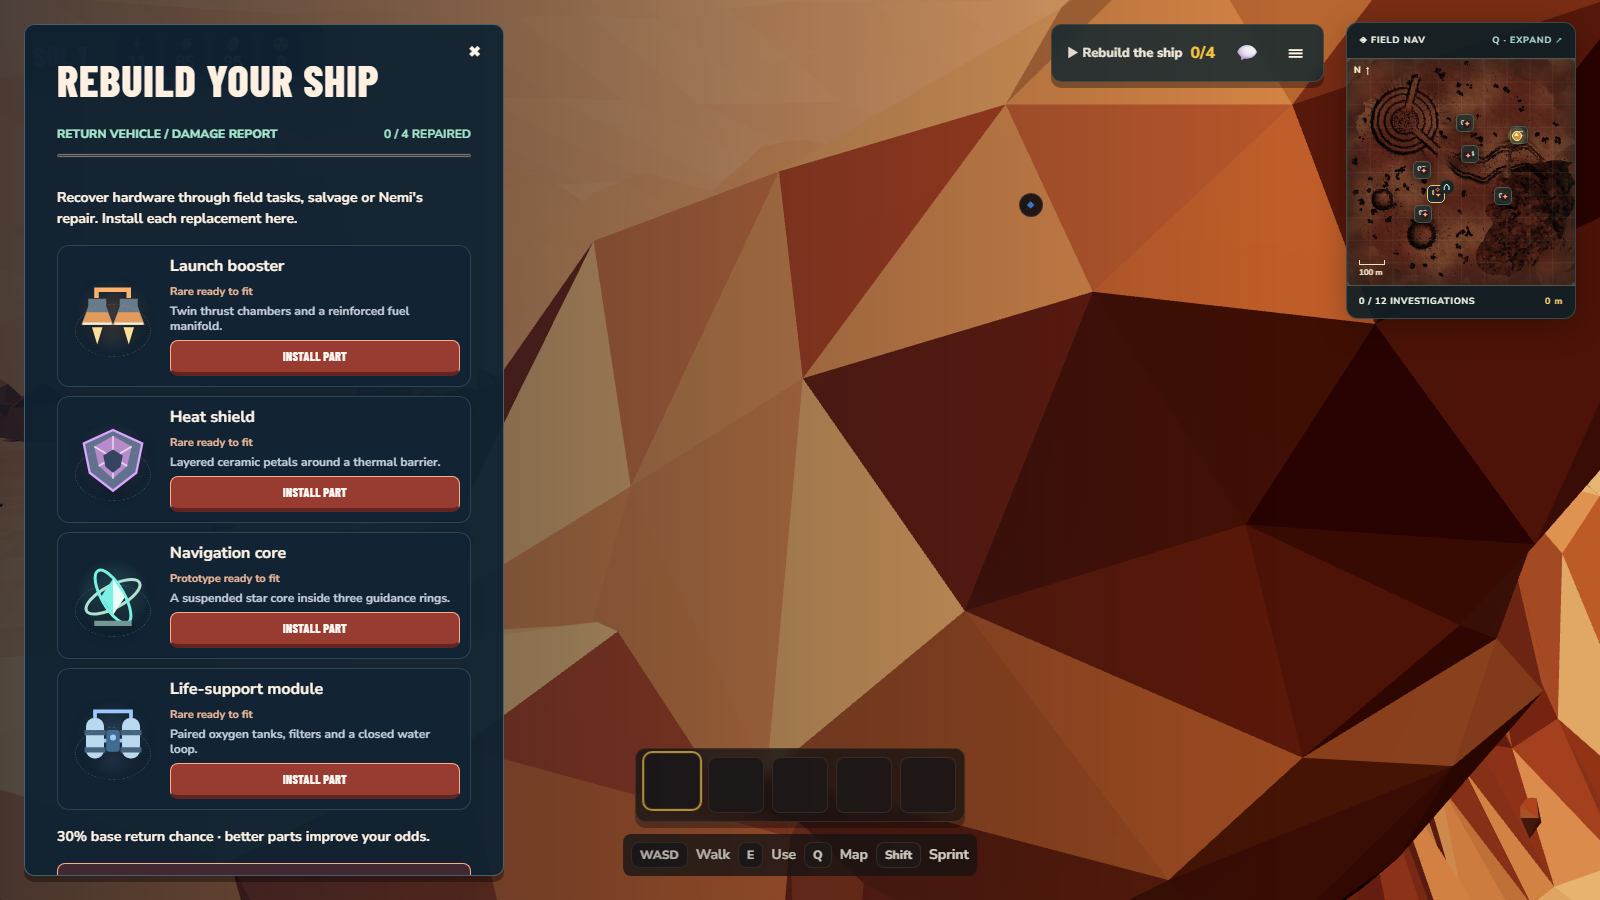 REBUILD YOUR SHIP
RETURN VEHICLE / DAMAGE REPORT
0 / 4 REPAIRED
Recover hardware through field tasks, salvage or Nemi's
repair. Install each replacement here.
Launch booster
Rare ready to fit
Twin thrust chambers and a reinforced fuel
manifold.
INSTALL PART
Heat shield
Rare ready to fit
Layered ceramic petals around a thermal barrier.
INSTALL PART
Navigation core
Prototype ready to fit
A suspended star core inside three guidance rings.
INSTALL PART
Life-support module
Rare ready to fit
Paired oxygen tanks, filters and a closed water
loop.
INSTALL PART
30% base return chance · better parts improve your odds.
Rebuild the ship 0/4
FIELD NAV
Q · EXPAND
N ↑
100 m
0 / 12 INVESTIGATIONS
0 m
WASD Walk E Use Q Map Shift Sprint